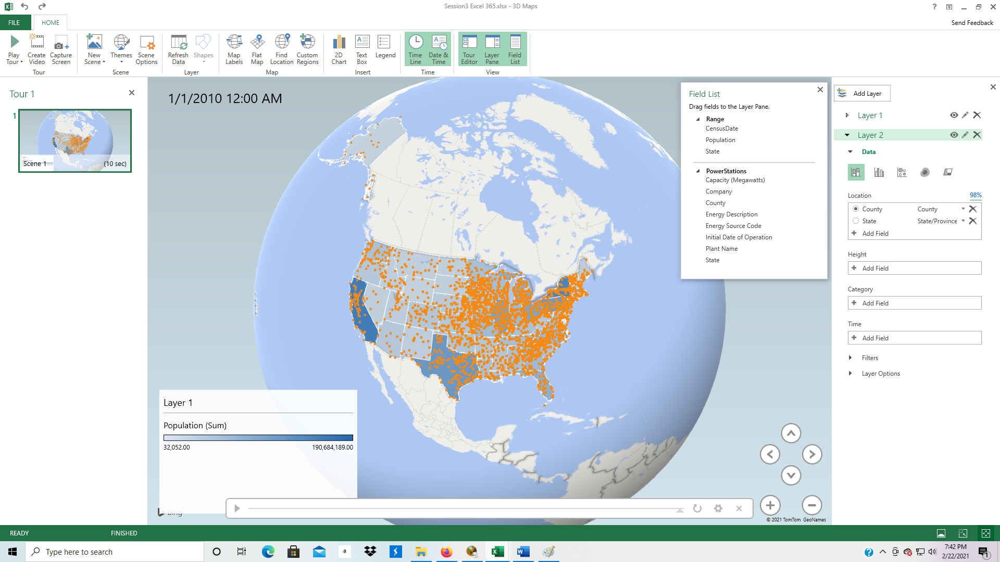 Session3 Excel 365.xlsx - 3D Maps
?
FILE
HOME
Send Feedback
Play Tour
Create Video
Capture Screen
New Scene
Themes
Scene Options
Refresh Data
Shapes
Map Labels
Flat Map
Find Location
Custom Regions
2D Chart
Text Box
Legend
Time Line
Date & Time
Tour Editor
Layer Pane
Field List
Tour
Scene
Layer
Map
Insert
Time
View
Tour 1
1
Scene 1
(10 sec)
1/1/2010 12:00 AM
Field List
Drag fields to the Layer Pane.
Range
CensusDate
Population
State
PowerStations
Capacity (Megawatts)
Company
County
Energy Description
Energy Source Code
Initial Date of Operation
Plant Name
State
Add Layer
Layer 1
Layer 2
Data
Location 98%
County County
State State/Province
Add Field
Height
Add Field
Category
Add Field
Time
Add Field
Filters
Layer Options
Layer 1
Population (Sum)
32,052.00 190,684,189.00
bing
© 2021 TomTom GeoNames
READY FINISHED
Type here to search
a
7:42 PM
2/22/2021
1